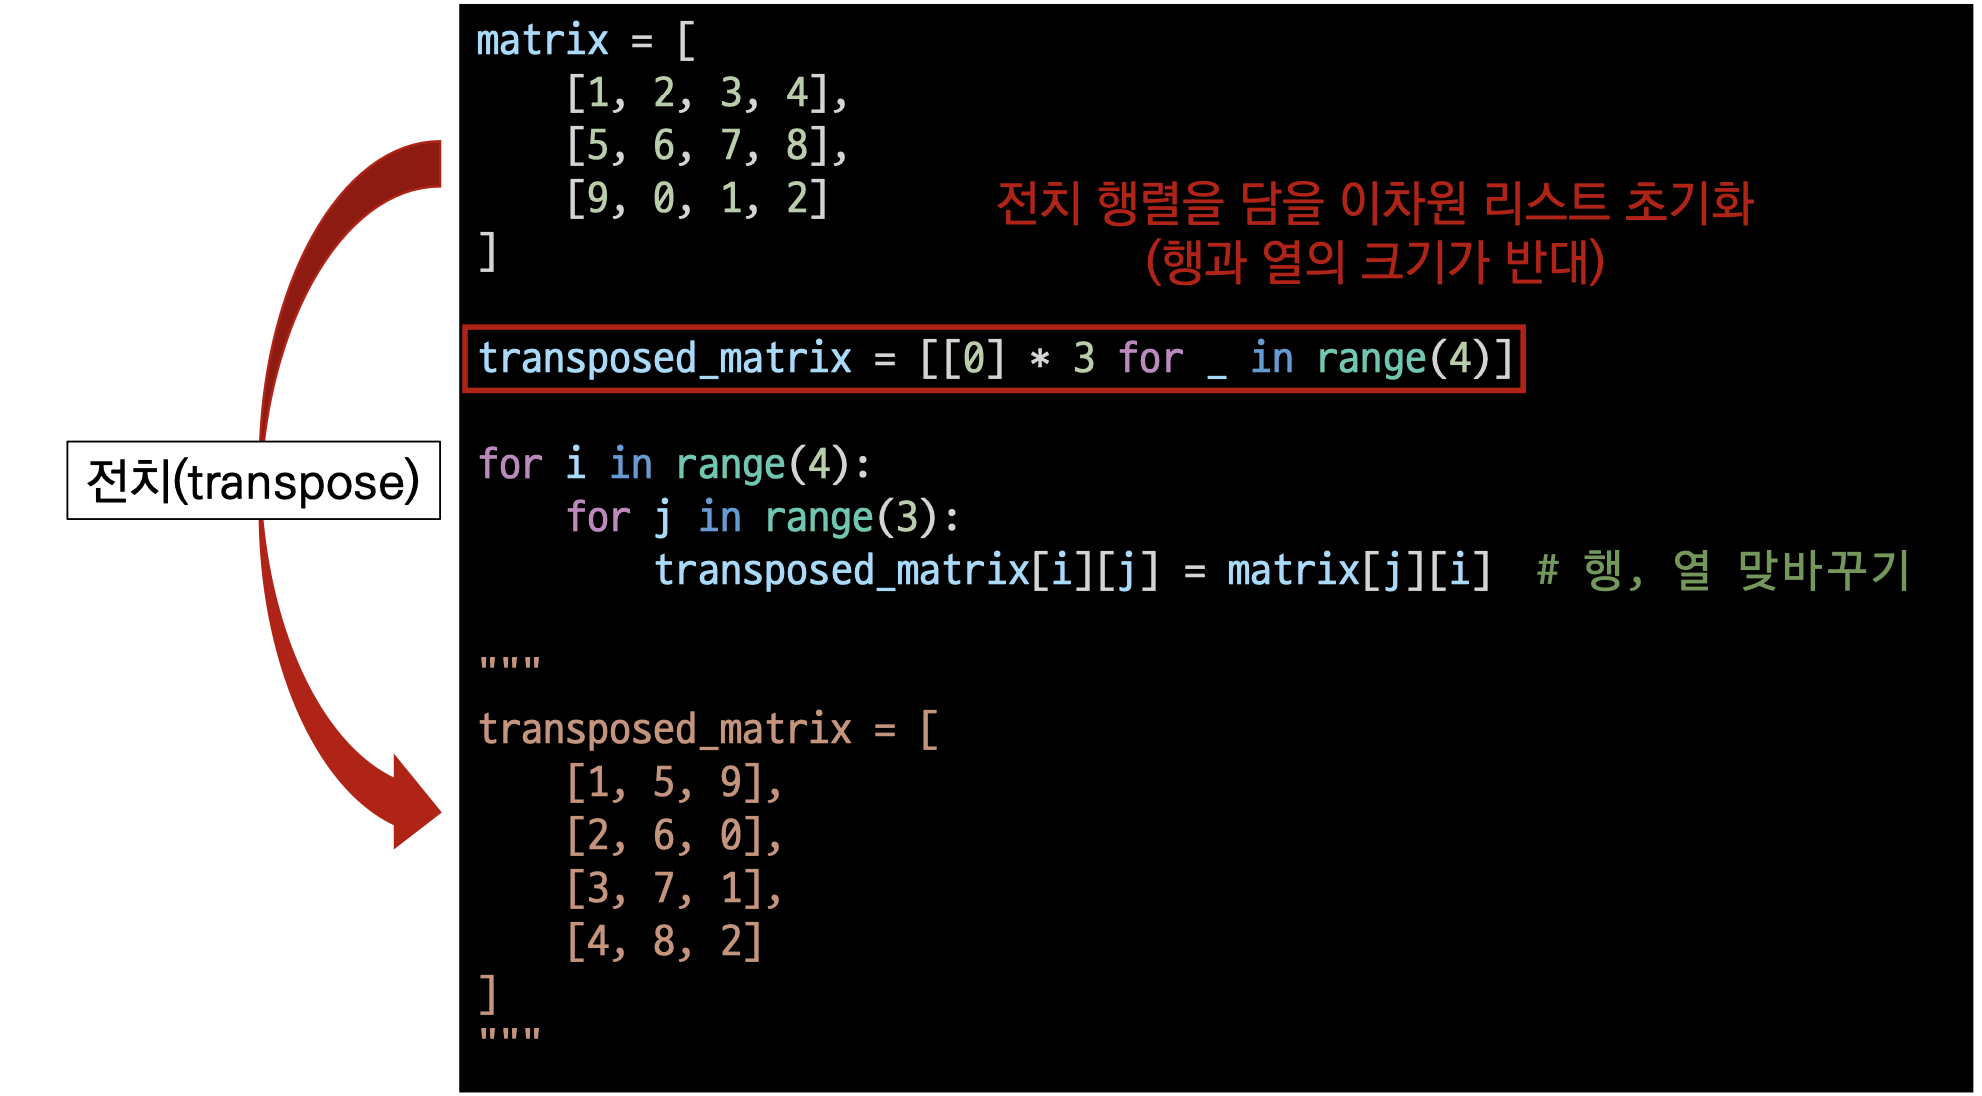 matrix = [
    [1, 2, 3, 4],
    [5, 6, 7, 8],
    [9, 0, 1, 2]
]
전치 행렬을 담을 이차원 리스트 초기화
(행과 열의 크기가 반대)
transposed_matrix = [[0] * 3 for _ in range(4)]
전치(transpose)
for i in range(4):
    for j in range(3):
        transposed_matrix[i][j] = matrix[j][i]  # 행, 열 맞바꾸기
"""
transposed_matrix = [
    [1, 5, 9],
    [2, 6, 0],
    [3, 7, 1],
    [4, 8, 2]
]
"""